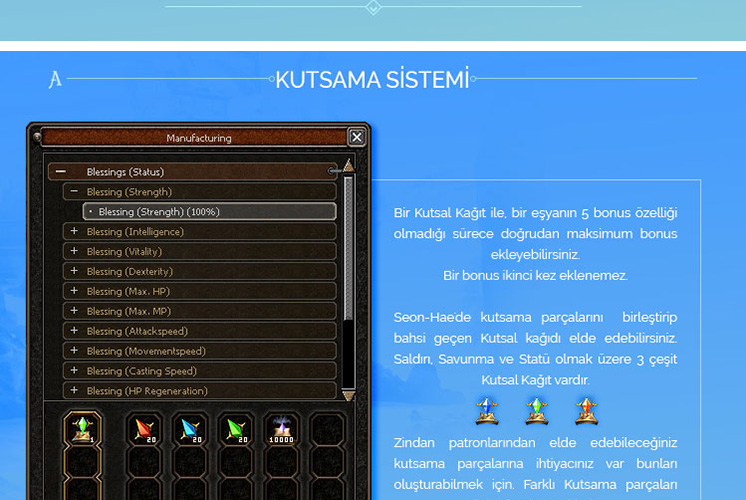 KUTSAMA SİSTEMİ
Manufacturing
Blessings (Status)
Blessing (Strength)
Blessing (Strength) (100%)
Blessing (Intelligence)
Blessing (Vitality)
Blessing (Dexterity)
Blessing (Max. HP)
Blessing (Max. MP)
Blessing (Attackspeed)
Blessing (Movementspeed)
Blessing (Casting Speed)
Blessing (HP Regeneration)
1 20 20 20 10000
Bir Kutsal Kağıt ile, bir eşyanın 5 bonus özelliği
olmadığı sürece doğrudan maksimum bonus
ekleyebilirsiniz.
Bir bonus ikinci kez eklenemez.
Seon-Hae'de kutsama parçalarını birleştirip
bahsi geçen Kutsal kağıdı elde edebilirsiniz.
Saldırı, Savunma ve Statü olmak üzere 3 çeşit
Kutsal Kağıt vardır.
Zindan patronlarından elde edebileceğiniz
kutsama parçalarına ihtiyacınız var bunları
oluşturabilmek için. Farklı Kutsama parçaları